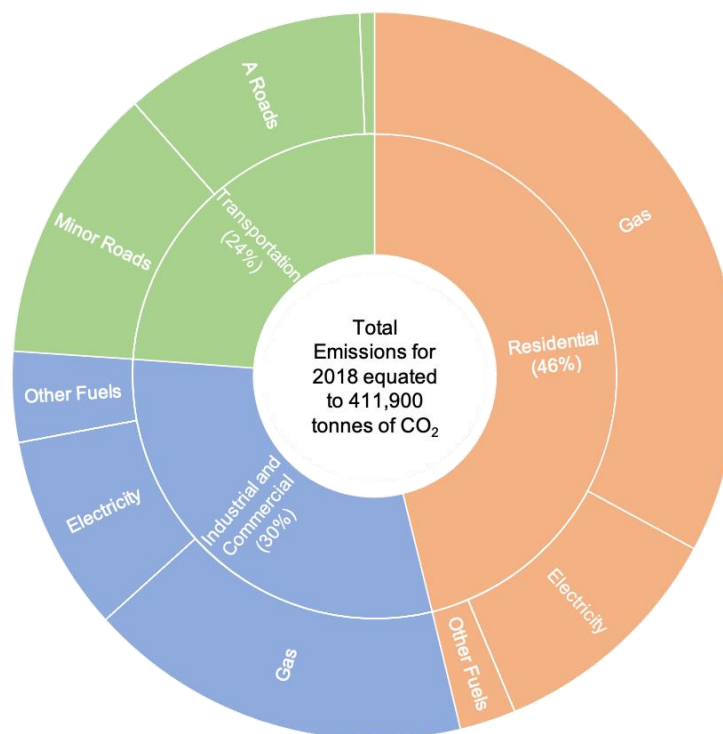 Total
Emissions for
2018 equated
to 411,900
tonnes of CO₂
Residential
(46%)
Gas
Electricity
Other Fuels
Industrial and
Commercial
(30%)
Gas
Electricity
Other Fuels
Transportation
(24%)
Minor Roads
A Roads